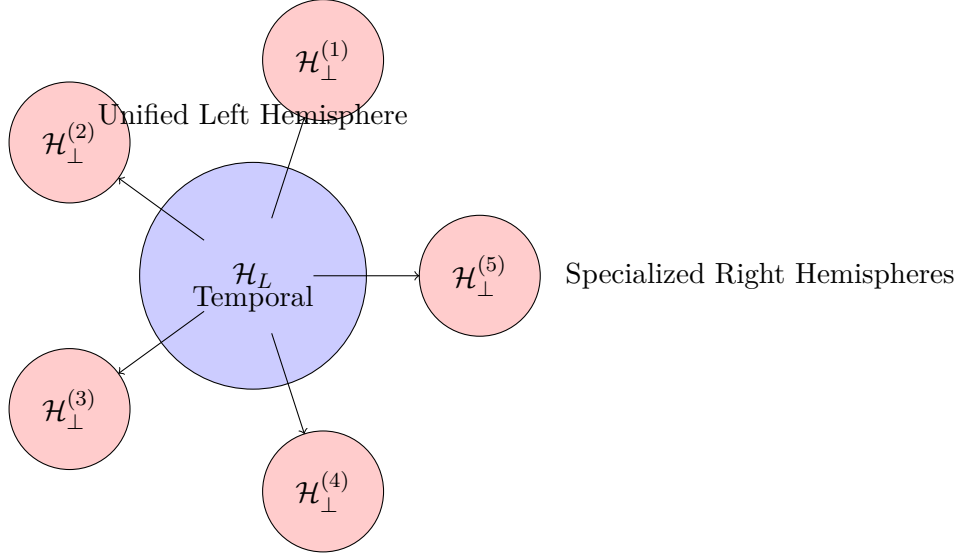 $\mathcal{H}_{\perp}^{(1)}$
Unified Left Hemisphere
$\mathcal{H}_{\perp}^{(2)}$
$\mathcal{H}_L$
Temporal
$\mathcal{H}_{\perp}^{(5)}$
Specialized Right Hemispheres
$\mathcal{H}_{\perp}^{(3)}$
$\mathcal{H}_{\perp}^{(4)}$